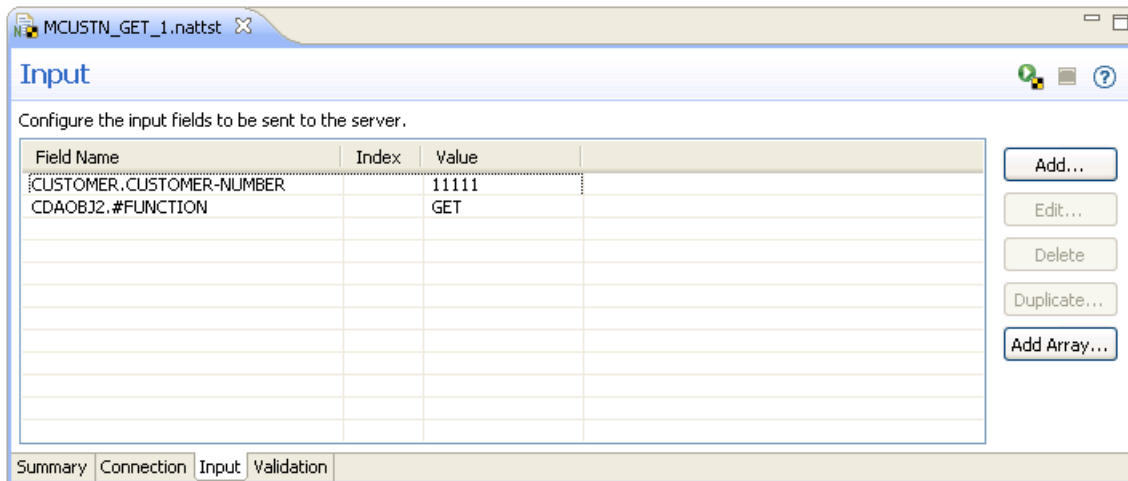 MCUSTN_GET_1.nattst
Input
Configure the input fields to be sent to the server.
Field Name Index Value
CUSTOMER.CUSTOMER-NUMBER 11111
CDAOBJ2.#FUNCTION GET
Add...
Edit...
Delete
Duplicate...
Add Array...
Summary Connection Input Validation